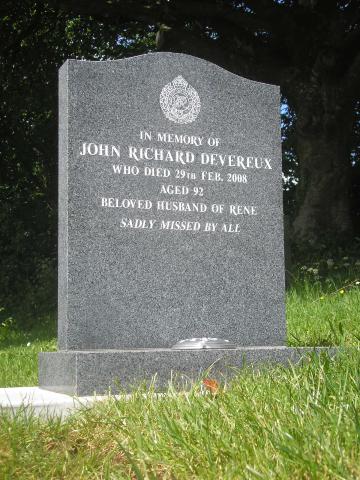 IN MEMORY OF
JOHN RICHARD DEVEREUX
WHO DIED 29TH FEB. 2008
AGED 92
BELOVED HUSBAND OF RENE
SADLY MISSED BY ALL